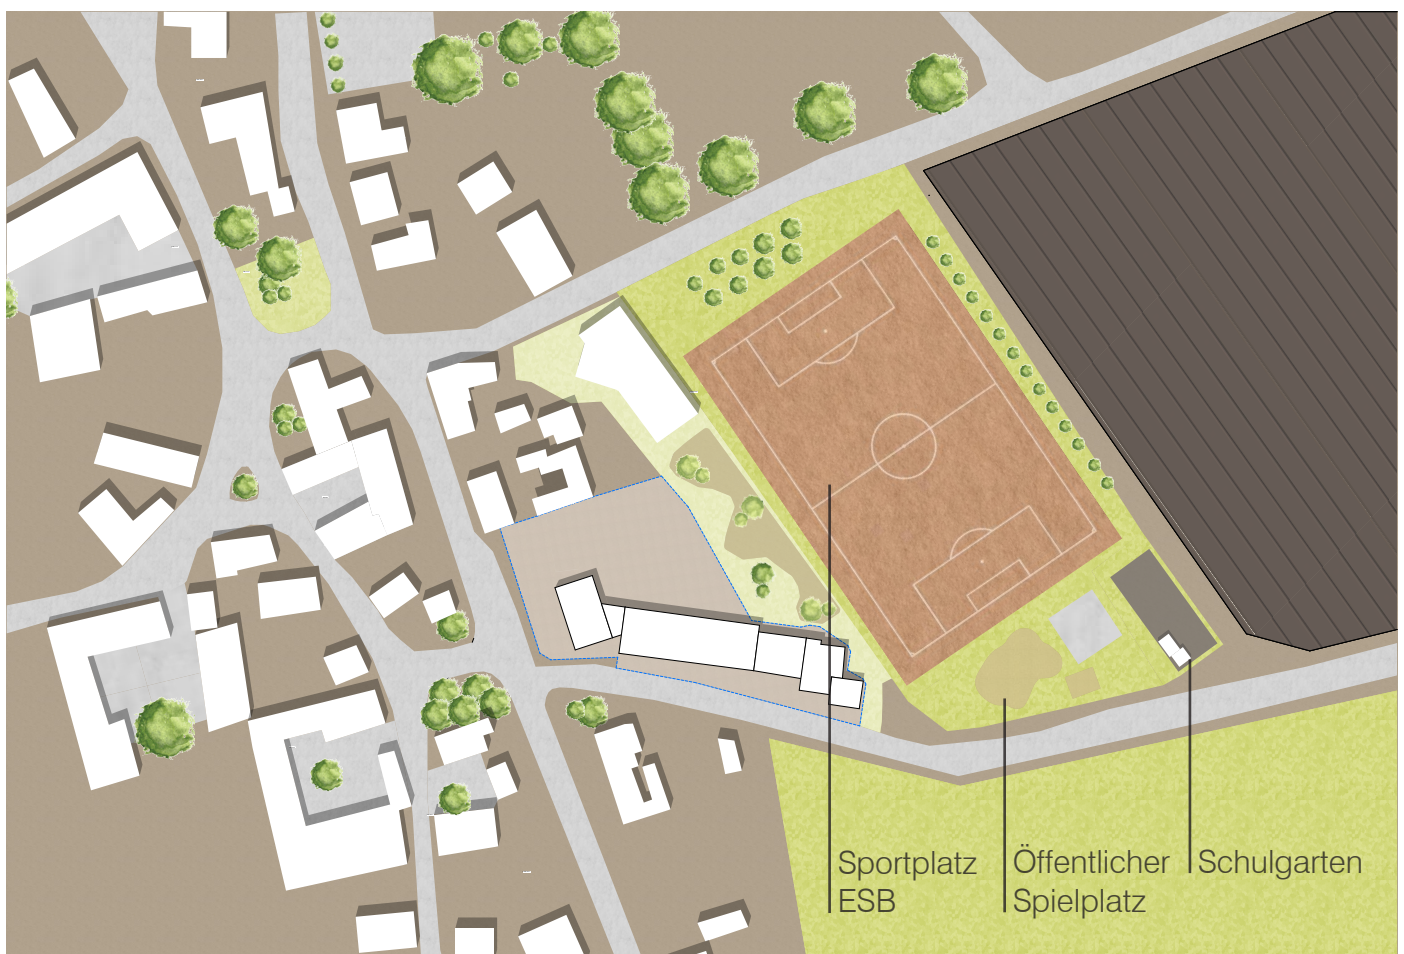 Sportplatz
ESB
Öffentlicher
Spielplatz
Schulgarten